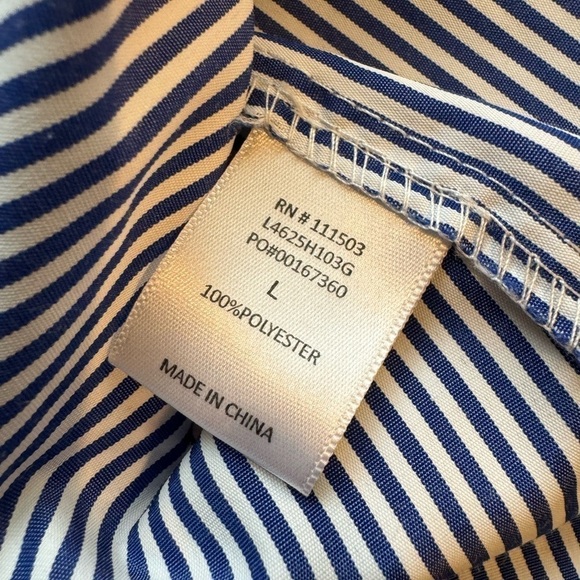 RN # 111503
L4625H103G
PO#00167360
L
100%POLYESTER
MADE IN CHINA